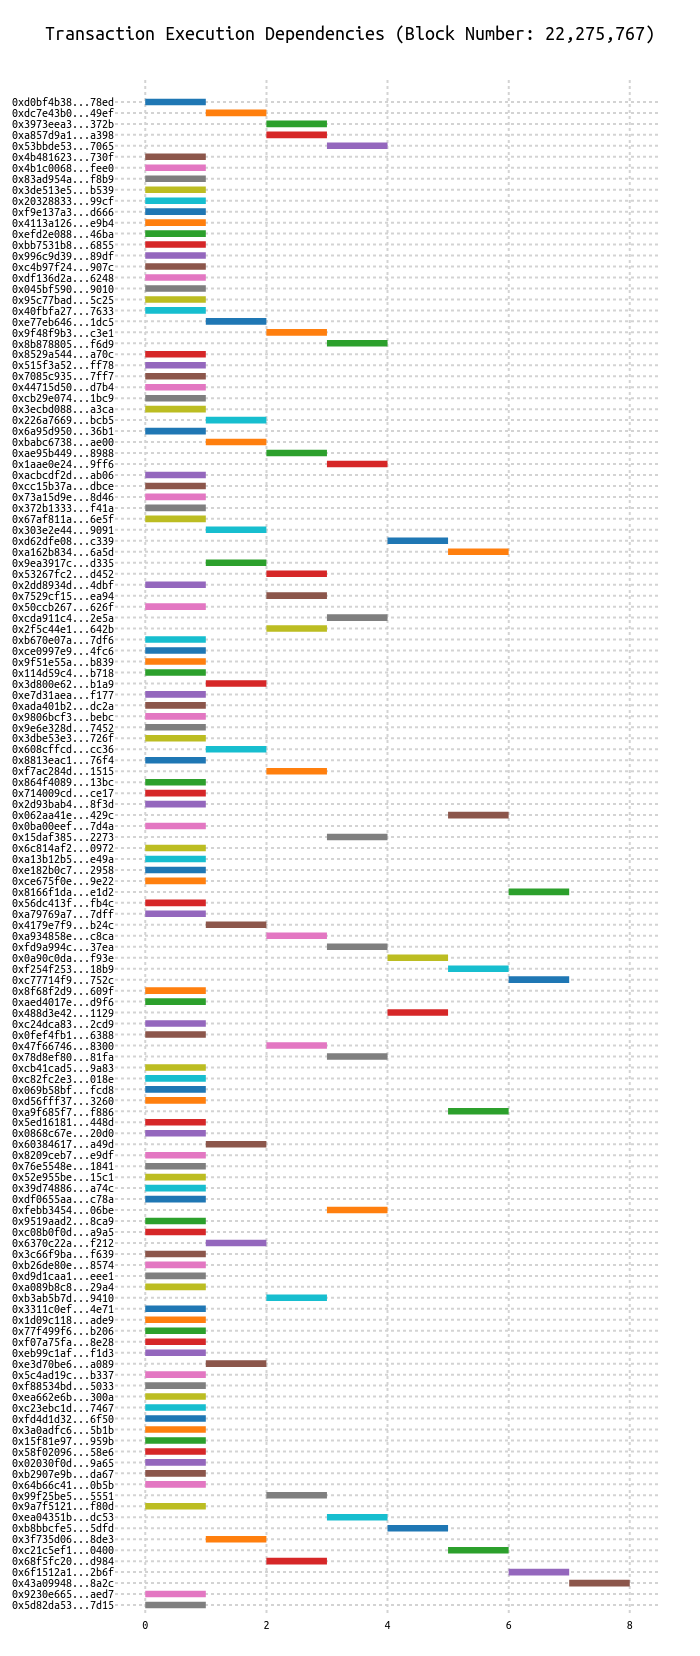 Transaction Execution Dependencies (Block Number: 22,275,767)
0xd0bf4b38...78ed
0xdc7e43b0...49ef
0x3973eea3...372b
0xa857d9a1...a398
0x53bbde53...7065
0x4b481623...730f
0x4b1c0068...fee0
0x83ad954a...f8b9
0x3de513e5...b539
0x20328833...99cf
0xf9e137a3...d666
0x4113a126...e9b4
0xefd2e088...46ba
0xbb7531b8...6855
0x996c9d39...89df
0xc4b97f24...907c
0xdf136d2a...6248
0x045bf590...9010
0x95c77bad...5c25
0x40fbfa27...7633
0xe77eb646...1dc5
0x9f48f9b3...c3e1
0x8b878805...f6d9
0x8529a544...a70c
0x515f3a52...ff78
0x7085c935...7ff7
0x44715d50...d7b4
0xcb29e074...1bc9
0x3ecbd088...a3ca
0x226a7669...bcb5
0x6a95d950...36b1
0xbabc6738...ae00
0xae95b449...8988
0x1aae0e24...9ff6
0xacbcdf2d...ab06
0xcc15b37a...dbce
0x73a15d9e...8d46
0x372b1333...f41a
0x67af811a...6e5f
0x303e2e44...9091
0xd62dfe08...c339
0xa162b834...6a5d
0x9ea3917c...d335
0x53267fc2...d452
0x2dd8934d...4dbf
0x7529cf15...ea94
0x50ccb267...626f
0xcda911c4...2e5a
0x2f5c44e1...642b
0xb670e07a...7df6
0xce0997e9...4fc6
0x9f51e55a...b839
0x114d59c4...b718
0x3d800e62...b1a9
0xe7d31aea...f177
0xada401b2...dc2a
0x9806bcf3...bebc
0x9e6e328d...7452
0x3dbe53e3...726f
0x608cffcd...cc36
0x8813eac1...76f4
0xf7ac284d...1515
0x864f4089...13bc
0x714009cd...ce17
0x2d93bab4...8f3d
0x062aa41e...429c
0x0ba00eef...7d4a
0x15daf385...2273
0x6c814af2...0972
0xa13b12b5...e49a
0xe182b0c7...2958
0xce675f0e...9e22
0x8166f1da...e1d2
0x56dc413f...fb4c
0xa79769a7...7dff
0x4179e7f9...b24c
0xa934858e...c8ca
0xfd9a994c...37ea
0x0a90c0da...f93e
0xf254f253...18b9
0xc77714f9...752c
0x8f68f2d9...609f
0xaed4017e...d9f6
0x488d3e42...1129
0xc24dca83...2cd9
0x0fef4fb1...6388
0x47f66746...8300
0x78d8ef80...81fa
0xcb41cad5...9a83
0xc82fc2e3...018e
0x069b58bf...fcd8
0xd56fff37...3260
0xa9f685f7...f886
0x5ed16181...448d
0x0868c67e...20d0
0x60384617...a49d
0x8209ceb7...e9df
0x76e5548e...1841
0x52e955be...15c1
0x39d74886...a74c
0xdf0655aa...c78a
0xfebb3454...06be
0x9519aad2...8ca9
0xc08b0f0d...a9a5
0x6370c22a...f212
0x3c66f9ba...f639
0xb26de80e...8574
0xd9d1caa1...eee1
0xa089b8c8...29a4
0xb3ab5b7d...9410
0x3311c0ef...4e71
0x1d09c118...ade9
0x77f499f6...b206
0xf07a75fa...8e28
0xeb99c1af...f1d3
0xe3d70be6...a089
0x5c4ad19c...b337
0xf88534bd...5033
0xea662e6b...300a
0xc23ebc1d...7467
0xfd4d1d32...6f50
0x3a0adfc6...5b1b
0x15f81e97...959b
0x58f02096...58e6
0x02030f0d...9a65
0xb2907e9b...da67
0x64b66c41...0b5b
0x99f25be5...5551
0x9a7f5121...f80d
0xea04351b...dc53
0xb8bbcfe5...5dfd
0x3f735d06...8de3
0xc21c5ef1...0400
0x68f5fc20...d984
0x6f1512a1...2b6f
0x43a09948...8a2c
0x9230e665...aed7
0x5d82da53...7d15
0 2 4 6 8